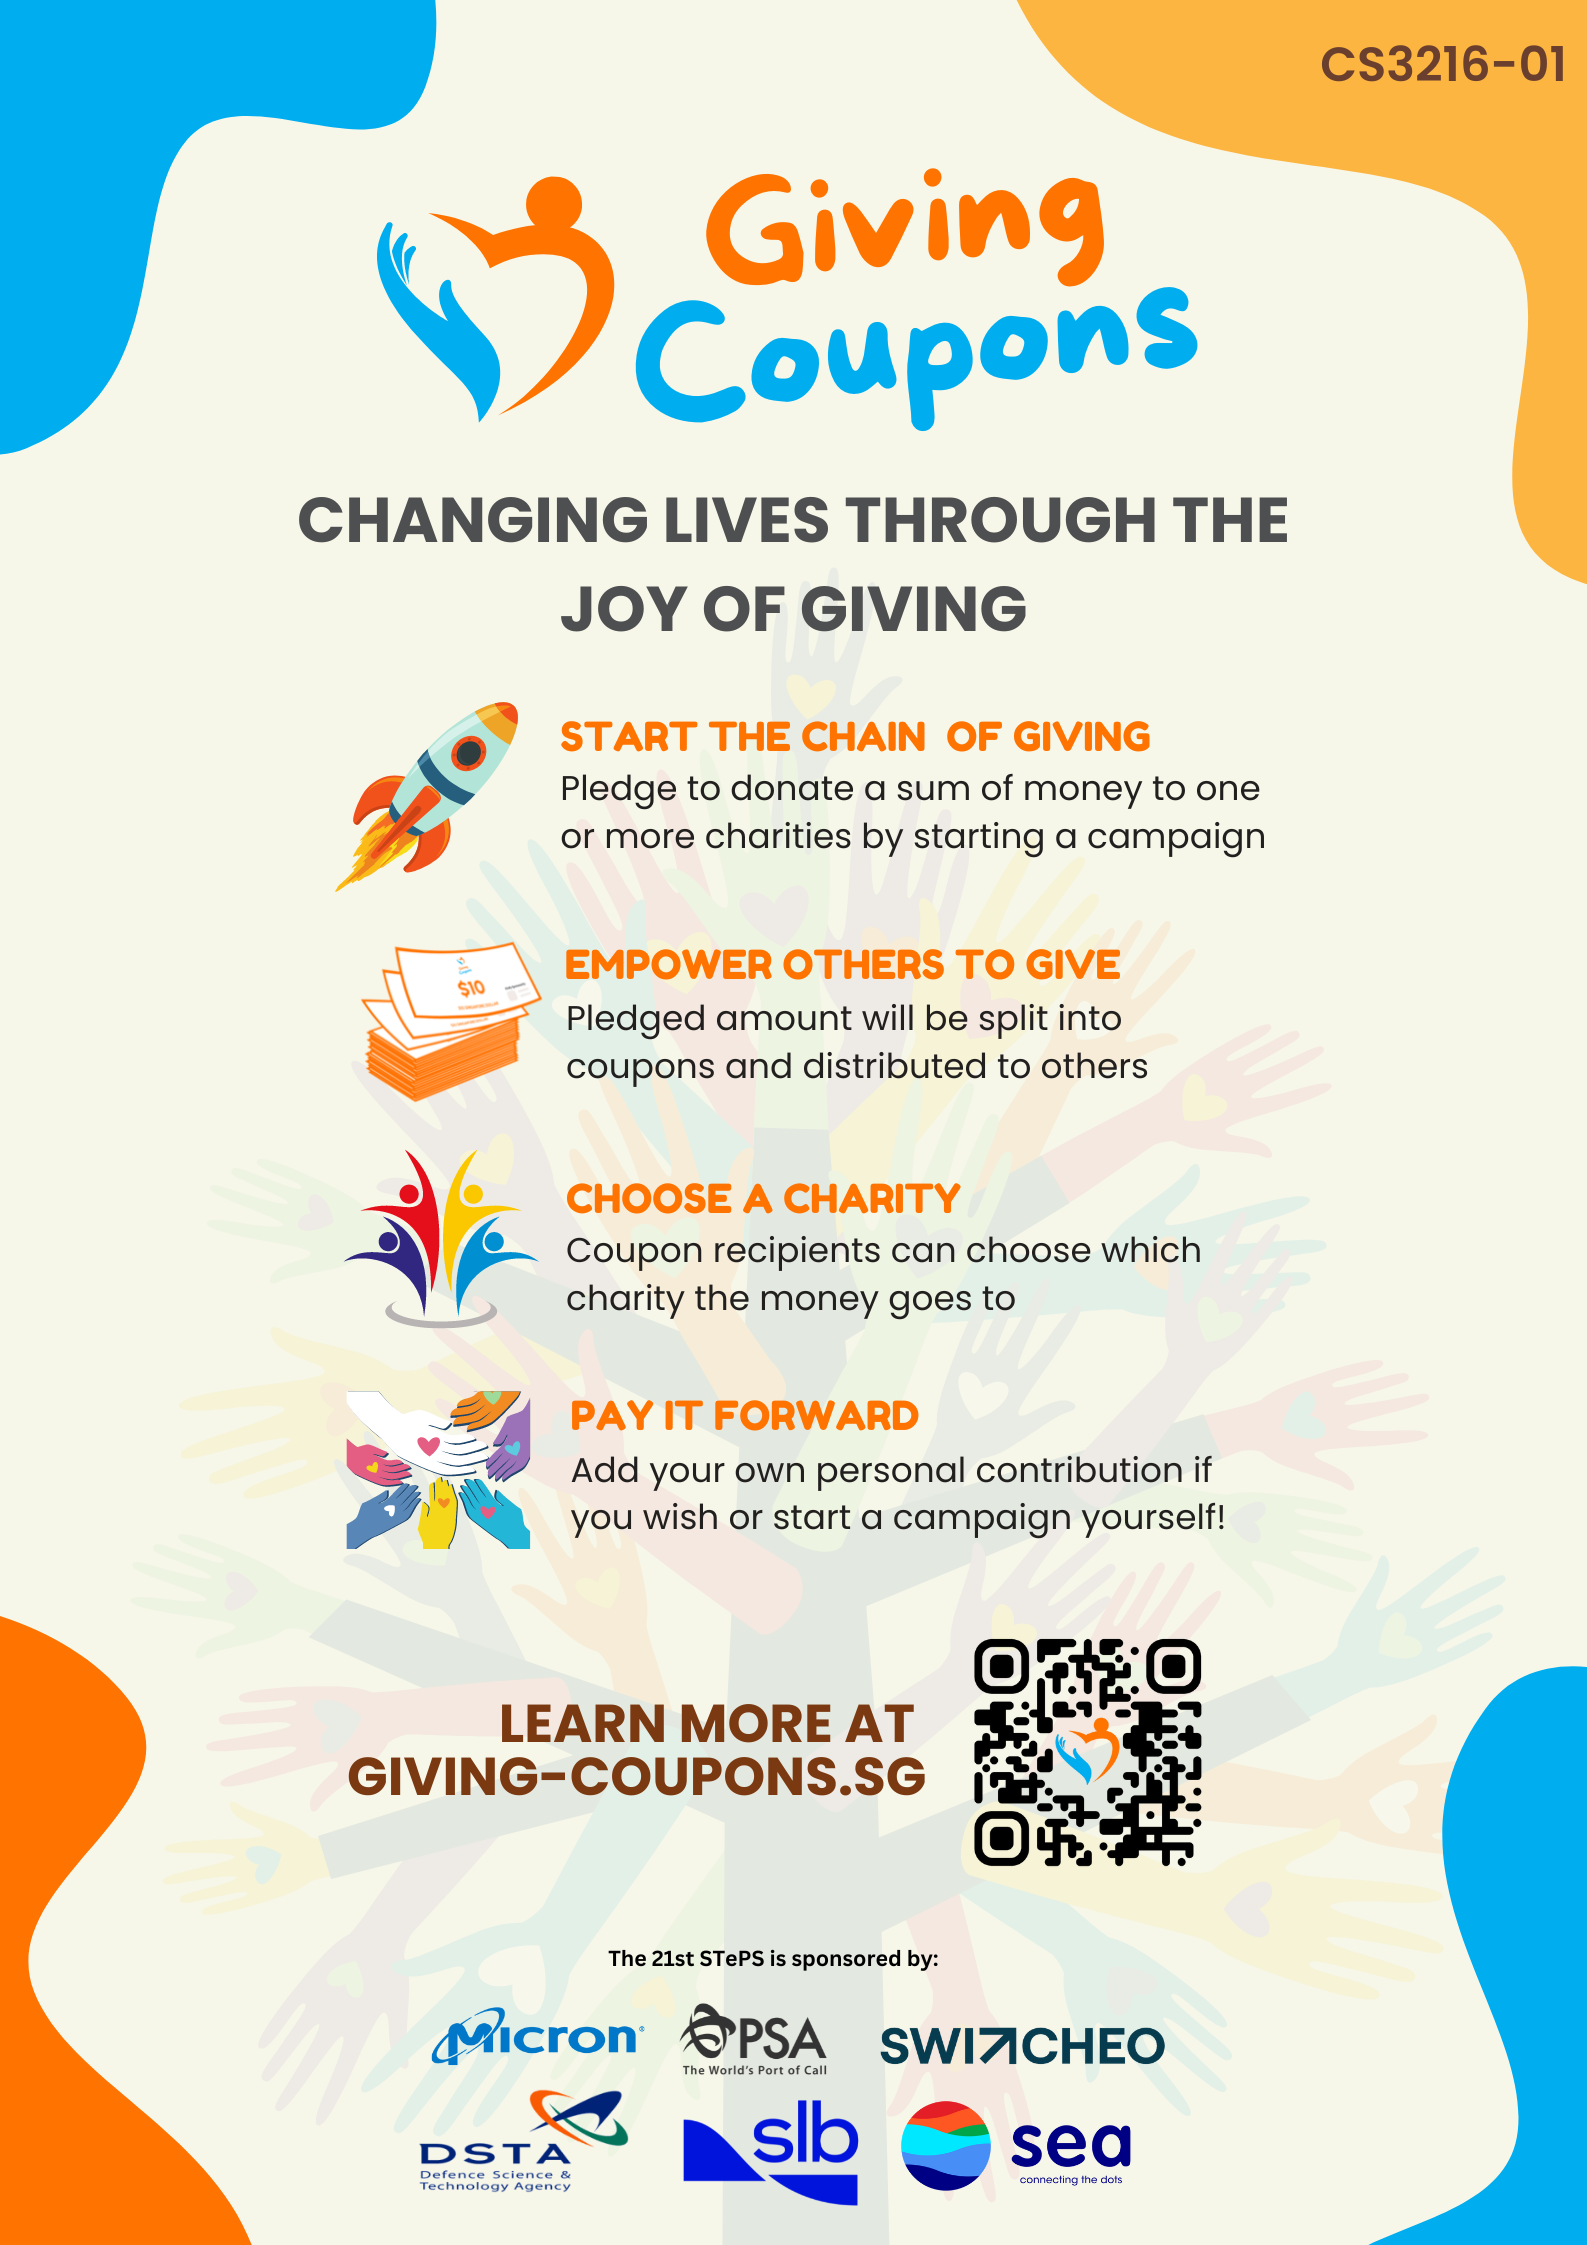 CS3216-01
Giving
Coupons
CHANGING LIVES THROUGH THE
JOY OF GIVING
START THE CHAIN OF GIVING
Pledge to donate a sum of money to one
or more charities by starting a campaign
$10
EMPOWER OTHERS TO GIVE
Pledged amount will be split into
coupons and distributed to others
CHOOSE A CHARITY
Coupon recipients can choose which
charity the money goes to
PAY IT FORWARD
Add your own personal contribution if
you wish or start a campaign yourself!
LEARN MORE AT
GIVING-COUPONS.SG
The 21st STePS is sponsored by:
Micron®
PSA
The World's Port of Call
SWITCHEO
DSTA
Defence Science &
Technology Agency
slb
sea
connecting the dots